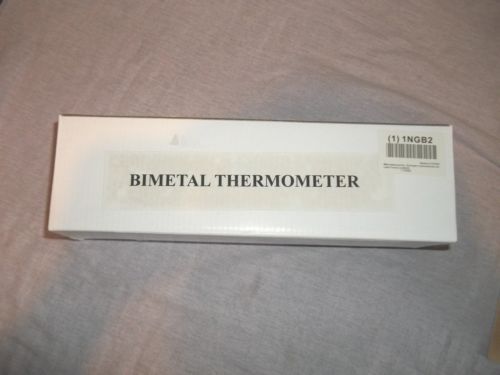 (1) 1NGB2
BIMETAL THERMOMETER